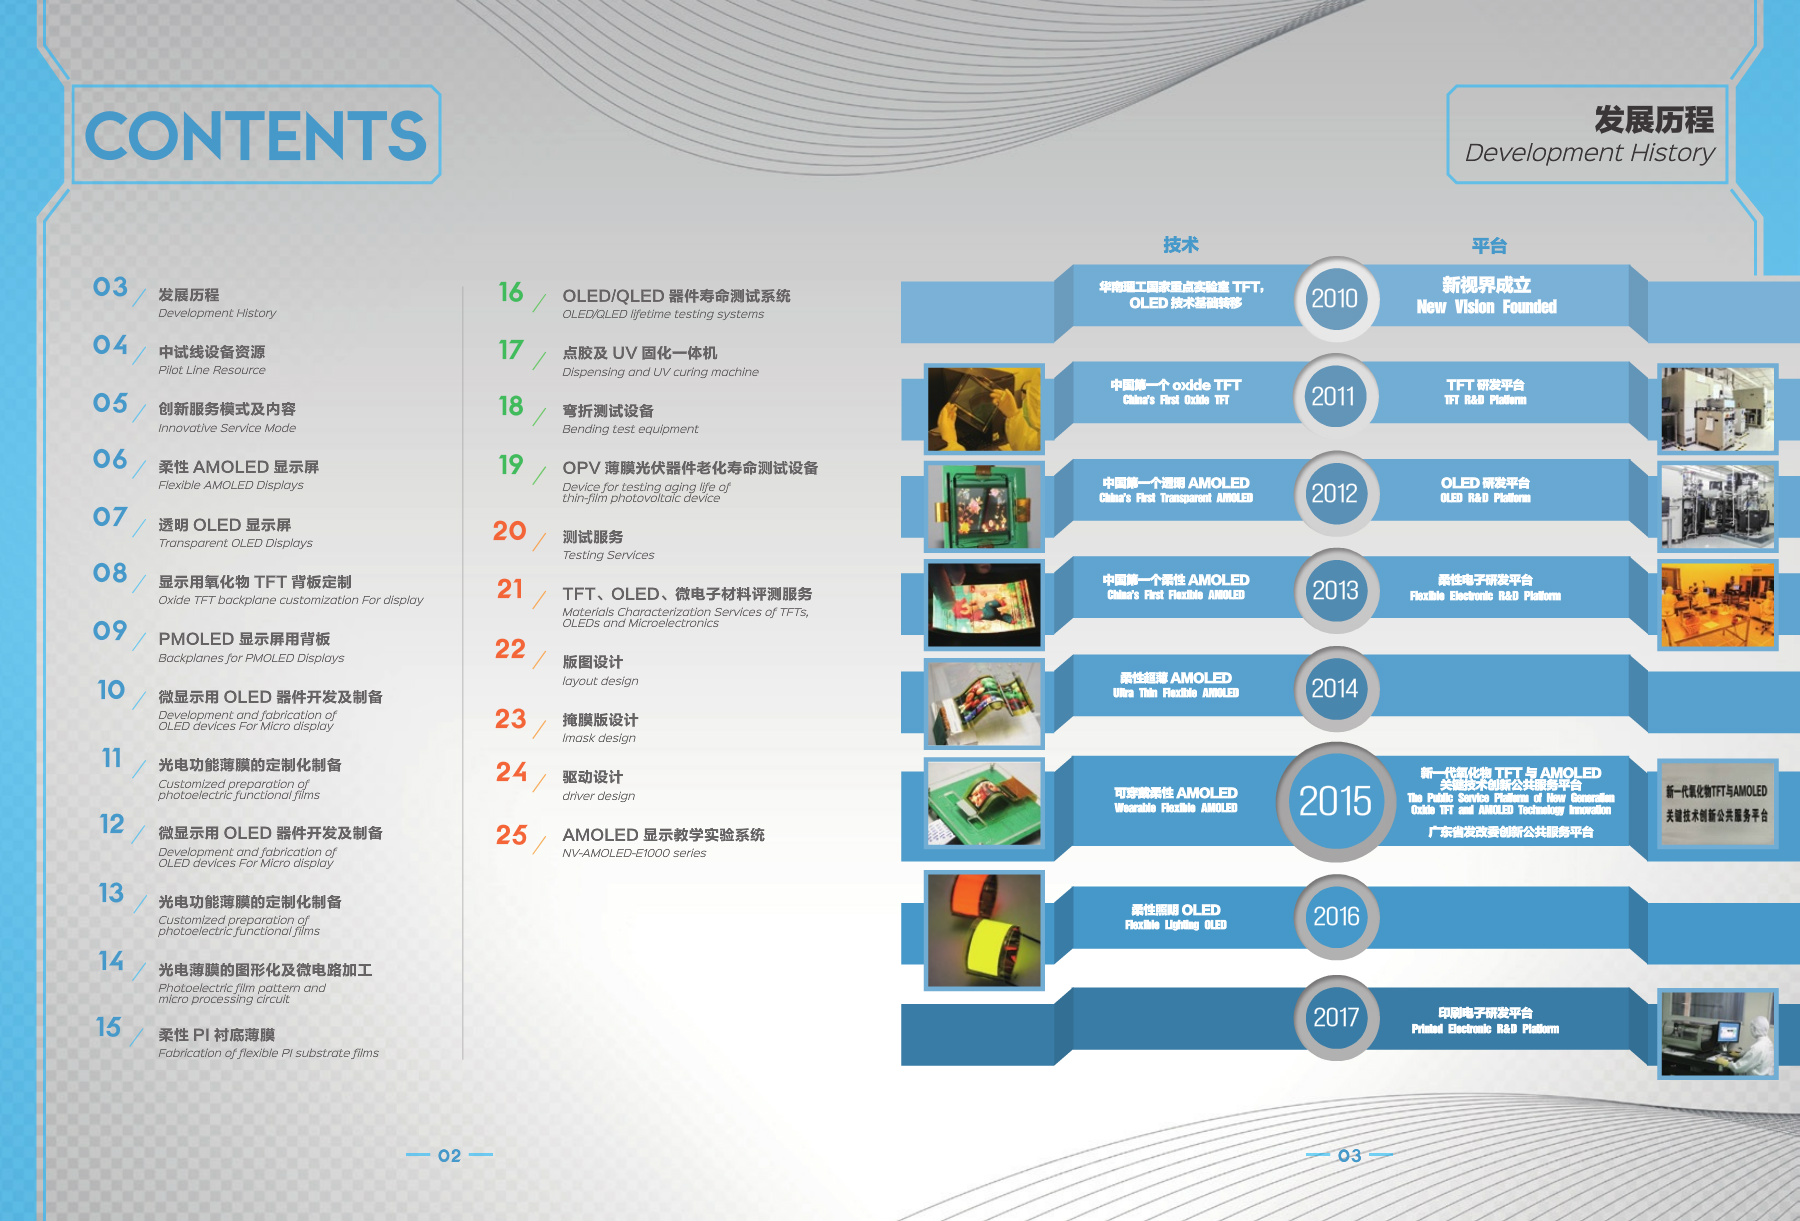 CONTENTS
03
发展历程
Development History
04
中试线设备资源
Pilot Line Resource
05
创新服务模式及内容
Innovative Service Mode
06
柔性 AMOLED 显示屏
Flexible AMOLED Displays
07
透明 OLED 显示屏
Transparent OLED Displays
08
显示用氧化物 TFT 背板定制
Oxide TFT backplane customization For display
09
PMOLED 显示屏用背板
Backplanes for PMOLED Displays
10
微显示用 OLED 器件开发及制备
Development and fabrication of
OLED devices For Micro display
11
光电功能薄膜的定制化制备
Customized preparation of
photoelectric functional films
12
微显示用 OLED 器件开发及制备
Development and fabrication of
OLED devices For Micro display
13
光电功能薄膜的定制化制备
Customized preparation of
photoelectric functional films
14
光电薄膜的图形化及微电路加工
Photoelectric film pattern and
micro processing circuit
15
柔性 PI 衬底薄膜
Fabrication of flexible PI substrate films
16
OLED/QLED 器件寿命测试系统
OLED/QLED lifetime testing systems
17
点胶及 UV 固化一体机
Dispensing and UV curing machine
18
弯折测试设备
Bending test equipment
19
OPV 薄膜光伏器件老化寿命测试设备
Device for testing aging life of
thin-film photovoltaic device
20
测试服务
Testing Services
21
TFT、OLED、微电子材料评测服务
Materials Characterization Services of TFTs,
OLEDs and Microelectronics
22
版图设计
layout design
23
掩膜版设计
lmask design
24
驱动设计
driver design
25
AMOLED 显示教学实验系统
NV-AMOLED-E1000 series
02
发展历程
Development History
技术
平台
华南理工国家重点实验室 TFT,
OLED 技术基础转移
2010
新视界成立
New Vision Founded
中国第一个 oxide TFT
China's First Oxide TFT
2011
TFT 研发平台
TFT R&D Platform
中国第一个透明 AMOLED
China's First Transparent AMOLED
2012
OLED 研发平台
OLED R&D Platform
中国第一个柔性 AMOLED
China's First Flexible AMOLED
2013
柔性电子研发平台
Flexible Electronic R&D Platform
柔性超薄 AMOLED
Ultra Thin Flexible AMOLED
2014
可穿戴柔性 AMOLED
Wearable Flexible AMOLED
2015
新一代氧化物 TFT 与 AMOLED
关键技术创新公共服务平台
The Public Service Platform of New Generation
Oxide TFT and AMOLED Technology Innovation
广东省发改委创新公共服务平台
新一代氧化物TFT与AMOLED
关键技术创新公共服务平台
柔性照明 OLED
Flexible Lighting OLED
2016
2017
印刷电子研发平台
Printed Electronic R&D Platform
03